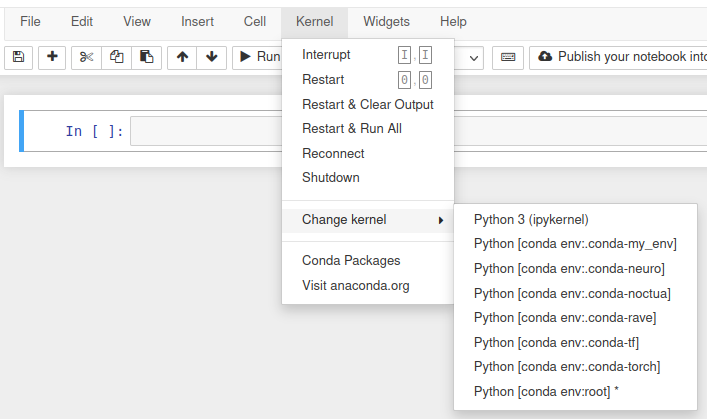 File Edit View Insert Cell Kernel Widgets Help
Run
Publish your notebook into
In [ ]:
Interrupt I,I
Restart 0,0
Restart & Clear Output
Restart & Run All
Reconnect
Shutdown
Change kernel
Conda Packages
Visit anaconda.org
Python 3 (ipykernel)
Python [conda env:.conda-my_env]
Python [conda env:.conda-neuro]
Python [conda env:.conda-noctua]
Python [conda env:.conda-rave]
Python [conda env:.conda-tf]
Python [conda env:.conda-torch]
Python [conda env:root] *